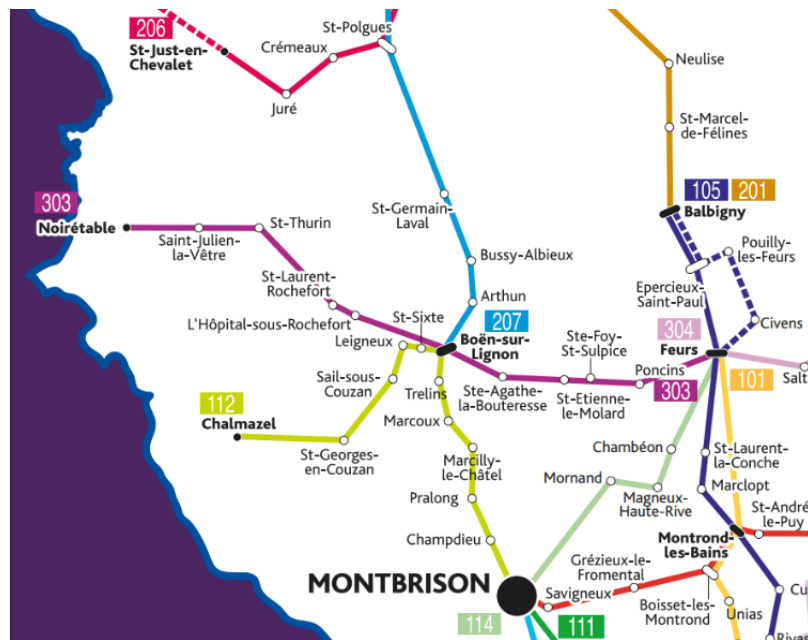 206
St-Just-en-
Chevalet
Crémeaux
St-Polgues
Juré
Neulise
St-Marcel-
de-Félines
105
201
Balbigny
303
Noirétable
Saint-Julien-
la-Vêtre
St-Thurin
St-Germain-
Laval
Pouilly-
les-Feurs
St-Laurent-
Rochefort
Bussy-Albieux
Epercieux-
Saint-Paul
L'Hôpital-sous-Rochefort
Arthun
St-Sixte
Leigneux
207
Boën-sur-
Lignon
Ste-Foy-
St-Sulpice
304
Feurs
Civens
Sail-sous-
Couzan
Trelins
Ste-Agathe-
la-Bouteresse
St-Etienne-
le-Molard
Poncins
303
101
Salt
112
Chalmazel
St-Georges-
en-Couzan
Marcoux
Marcilly-
le-Châtel
Chambéon
St-Laurent-
la-Conche
Mornand
Magneux-
Haute-Rive
Marclopt
Pralong
St-André
le-Puy
Champdieu
Montrond-
les-Bains
Grézieux-le-
Fromental
MONTBRISON
Savigneux
Boisset-les-
Montrond
Unias
Cu
114
111
Rivas